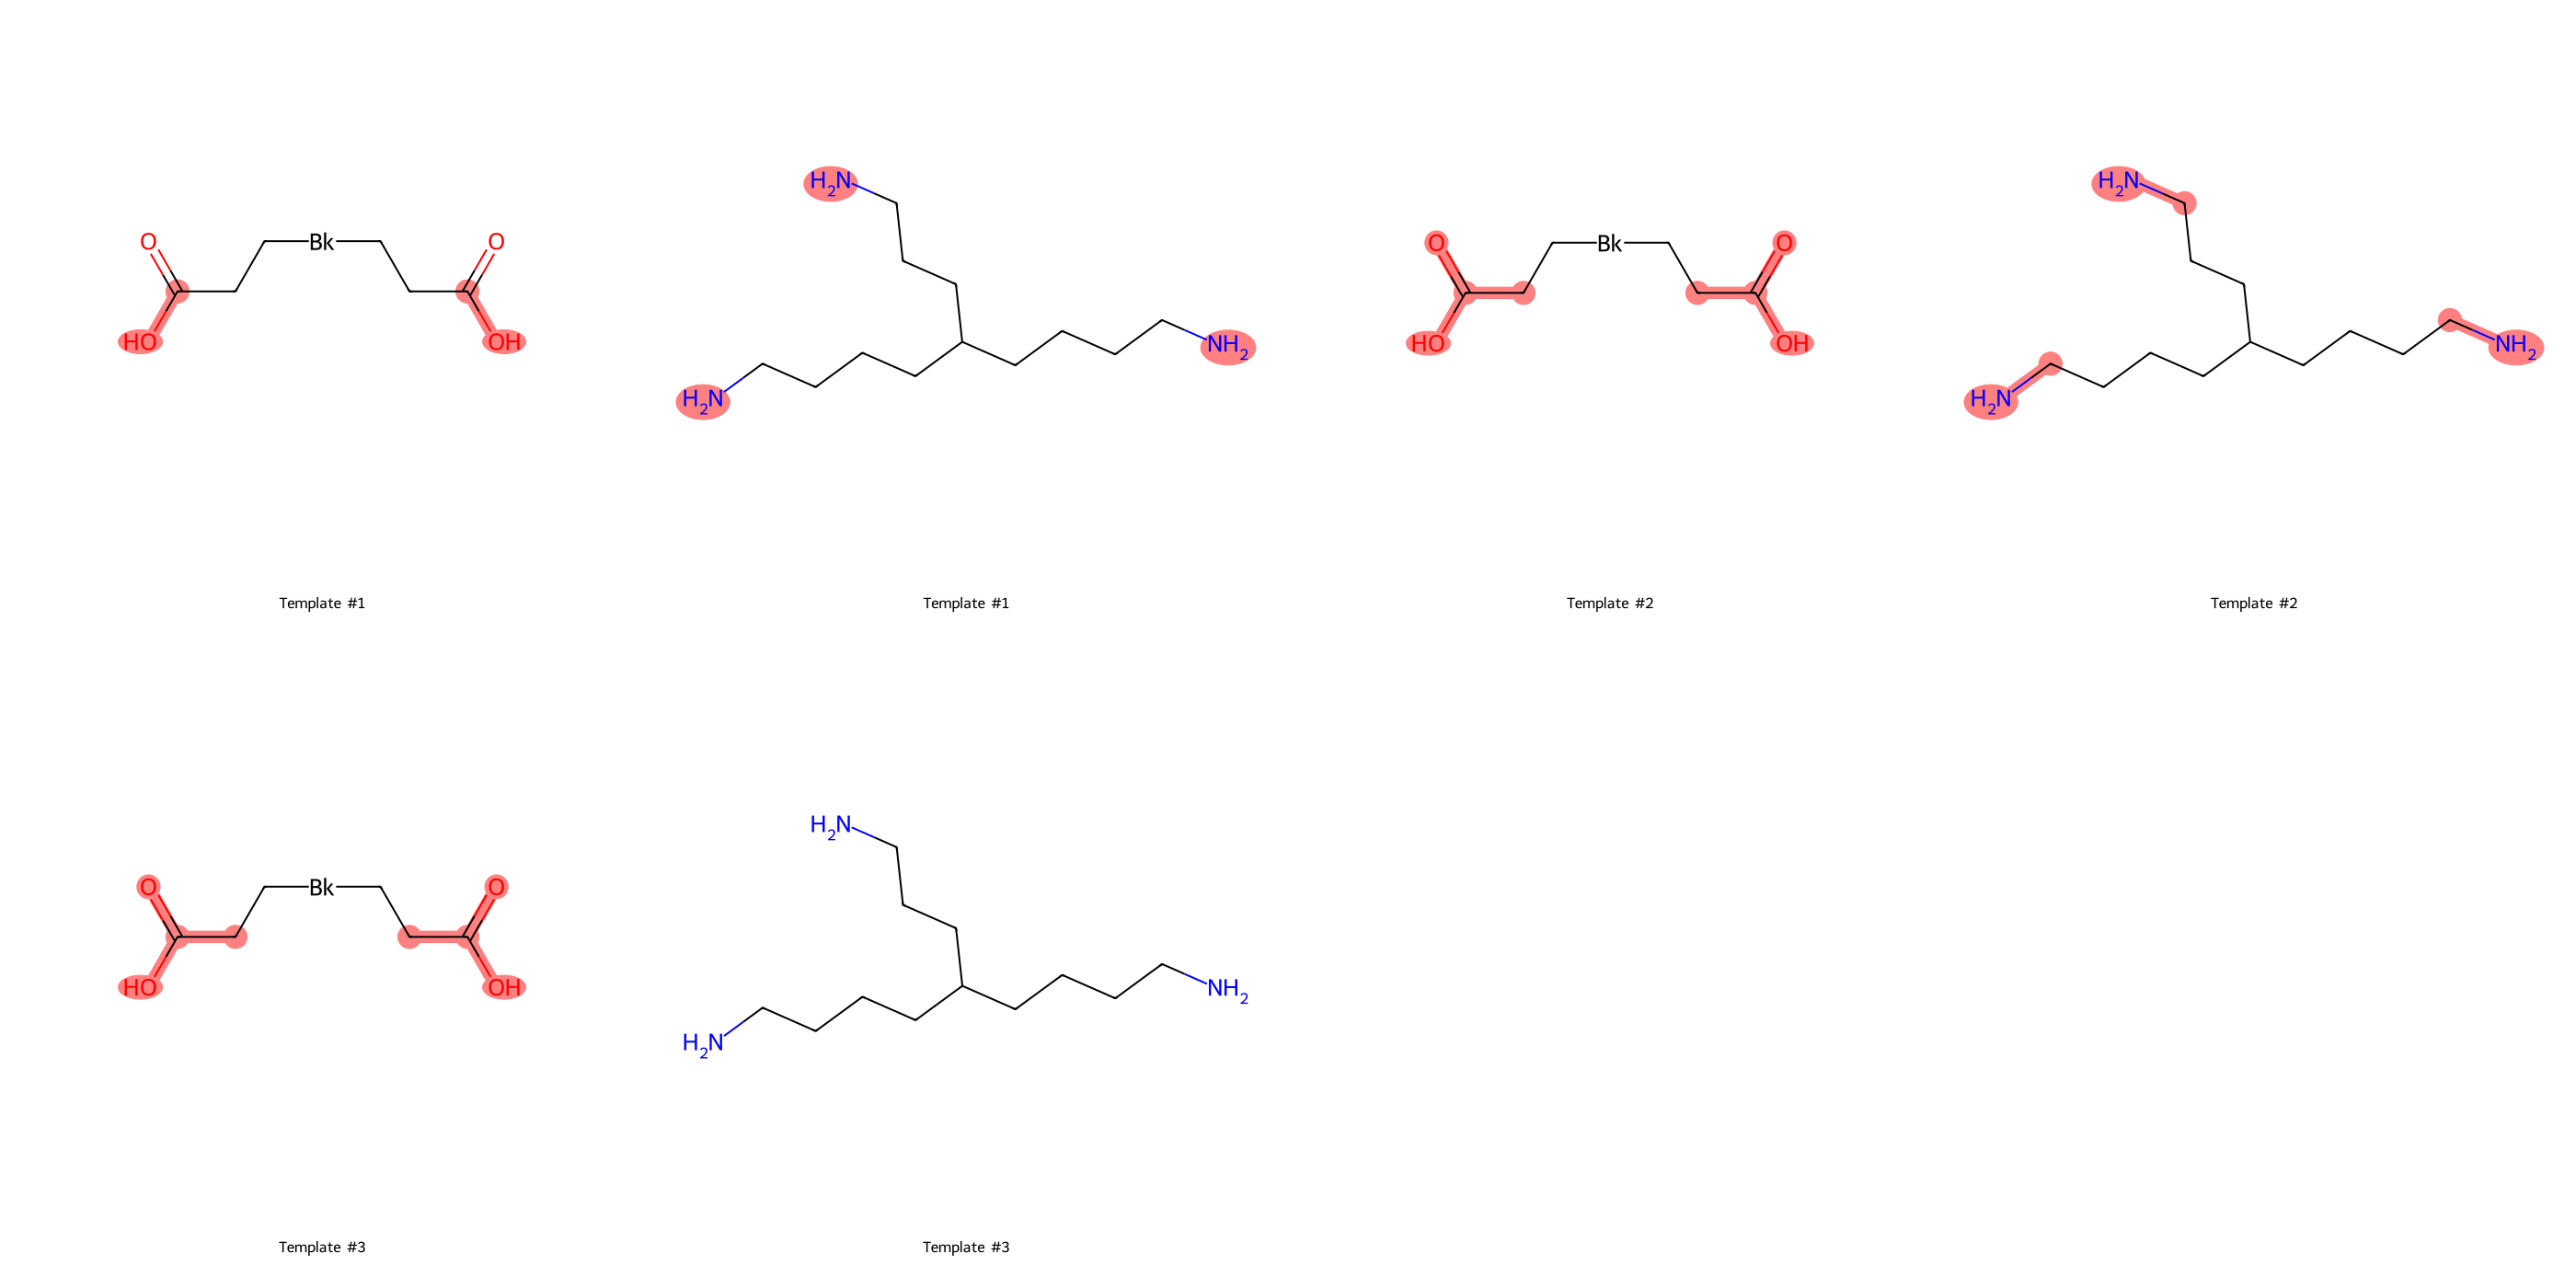 H2N
O Bk O O Bk O
HO OH NH2 HO OH NH2
H2N H2N
Template #1 Template #1 Template #2 Template #2
H2N
O Bk O
HO OH NH2
H2N
Template #3 Template #3